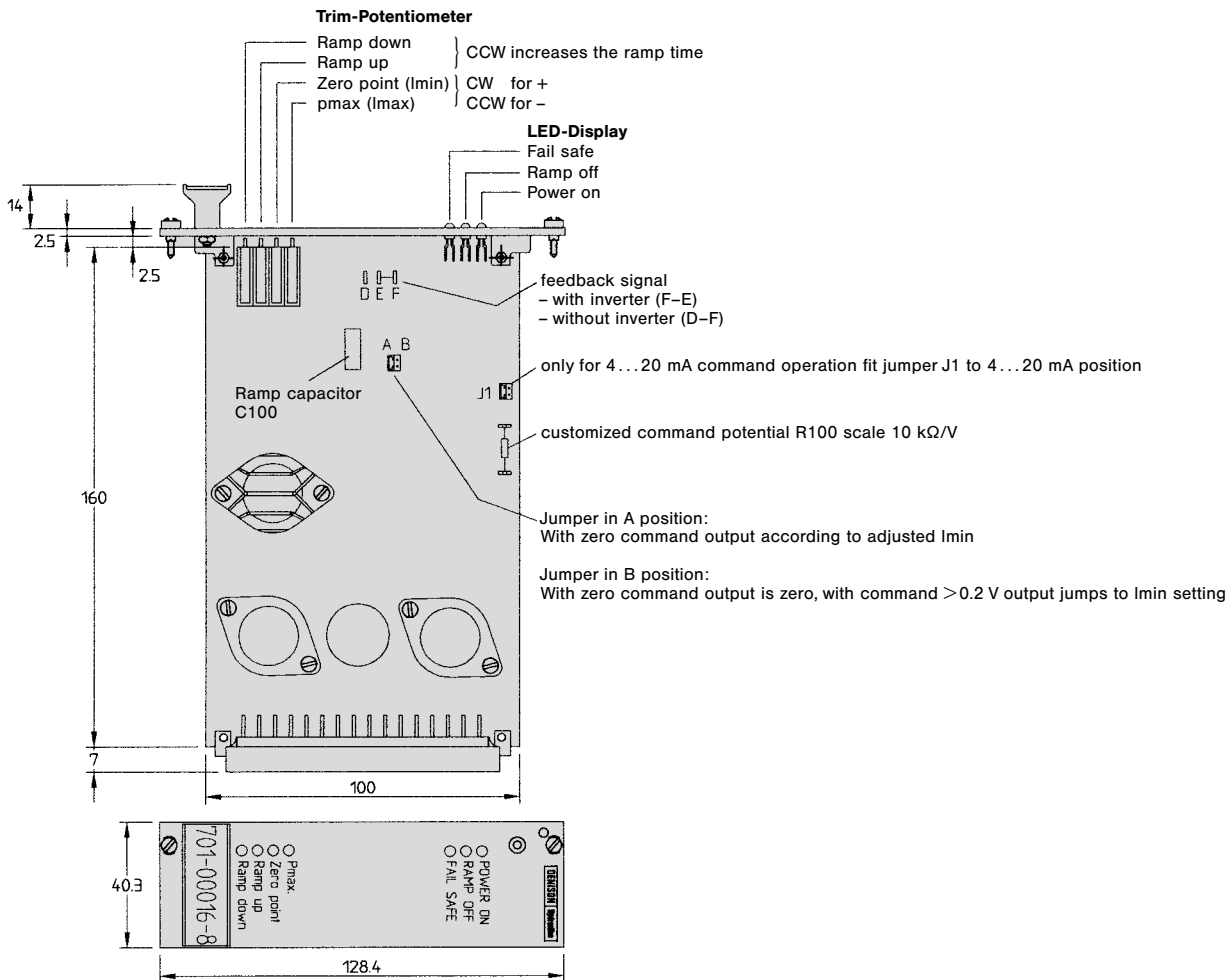 Trim-Potentiometer
Ramp down
Ramp up
CCW increases the ramp time
Zero point (Imin)
pmax (Imax)
CW for +
CCW for –
LED-Display
Fail safe
Ramp off
Power on
14
2.5
2.5
160
7
100
D E F
feedback signal
– with inverter (F–E)
– without inverter (D–F)
A B
Ramp capacitor
C100
J1
only for 4...20 mA command operation fit jumper J1 to 4...20 mA position
customized command potential R100 scale 10 kΩ/V
Jumper in A position:
With zero command output according to adjusted Imin
Jumper in B position:
With zero command output is zero, with command >0.2 V output jumps to Imin setting
40.3
701-00016-8
Pmax.
Zero point
Ramp up
Ramp down
POWER ON
RAMP OFF
FAIL SAFE
DENISON Hydraulics
128.4